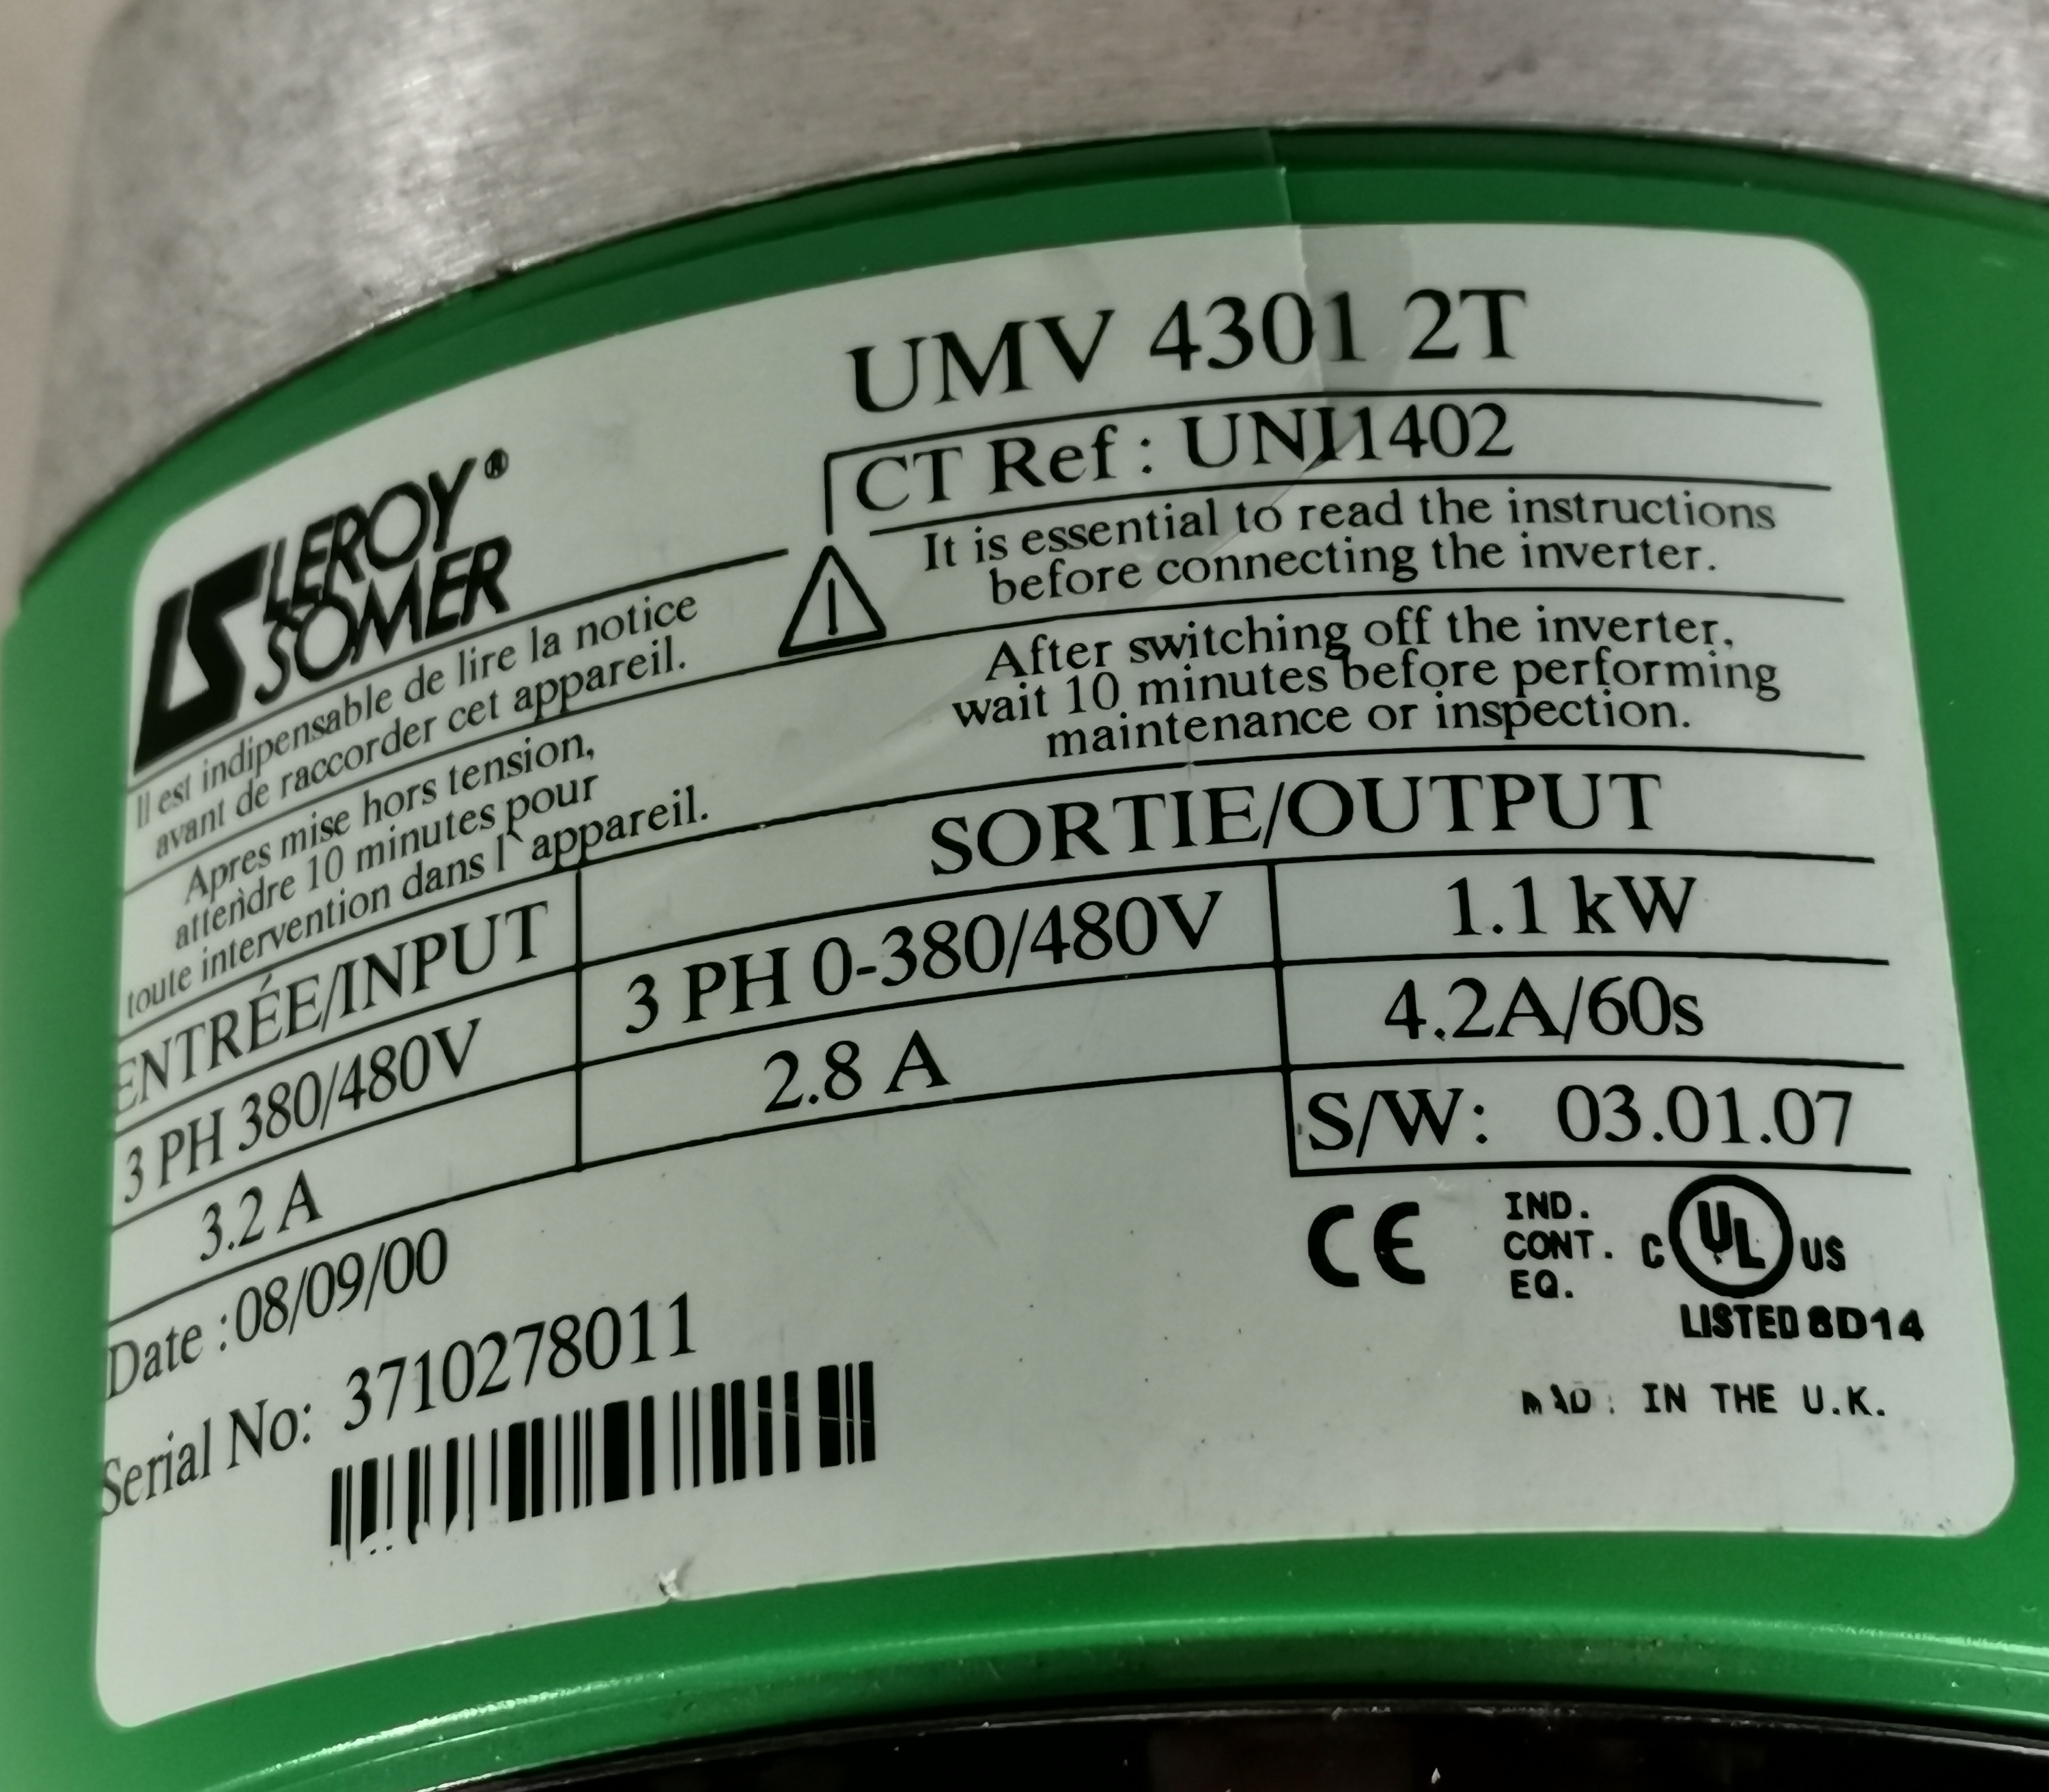 LEROY®
SOMER
UMV 4301 2T
CT Ref : UNI1402
Il est indipensable de lire la notice
avant de raccorder cet appareil.
It is essential to read the instructions
before connecting the inverter.
Apres mise hors tension,
attendre 10 minutes pour
toute intervention dans l`appareil.
After switching off the inverter,
wait 10 minutes before performing
maintenance or inspection.
ENTRÉE/INPUT
SORTIE/OUTPUT
3 PH 380/480V
3 PH 0-380/480V
1.1 kW
3.2 A
2.8 A
4.2A/60s
S/W: 03.01.07
Date : 08/09/00
Serial No: 3710278011
CE
IND.
CONT.
EQ.
C UL US
LISTED 8D14
IN THE U.K.